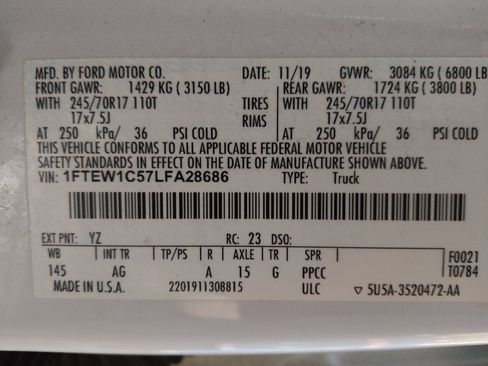 MFD. BY FORD MOTOR CO. DATE: 11/19 GVWR: 3084 KG (6800 LB)
FRONT GAWR: 1429 KG (3150 LB) REAR GAWR: 1724 KG (3800 LB)
WITH 245/70R17 110T TIRES WITH 245/70R17 110T
17x7.5J RIMS 17x7.5J
AT 250 kPa/ 36 PSI COLD AT 250 kPa/ 36 PSI COLD
THIS VEHICLE CONFORMS TO ALL APPLICABLE FEDERAL MOTOR VEHICLE
SAFETY STANDARDS IN EFFECT ON THE DATE OF MANUFACTURE SHOWN ABOVE.
VIN: 1FTEW1C57LFA28686 TYPE: Truck
EXT PNT: YZ RC: 23 DSO:
WB INT TR TP/PS R AXLE TR SPR F0021
145 AG A 15 G PPCC T0784
MADE IN U.S.A. 2201911308815 ULC ▽ 5U5A-3520472-AA